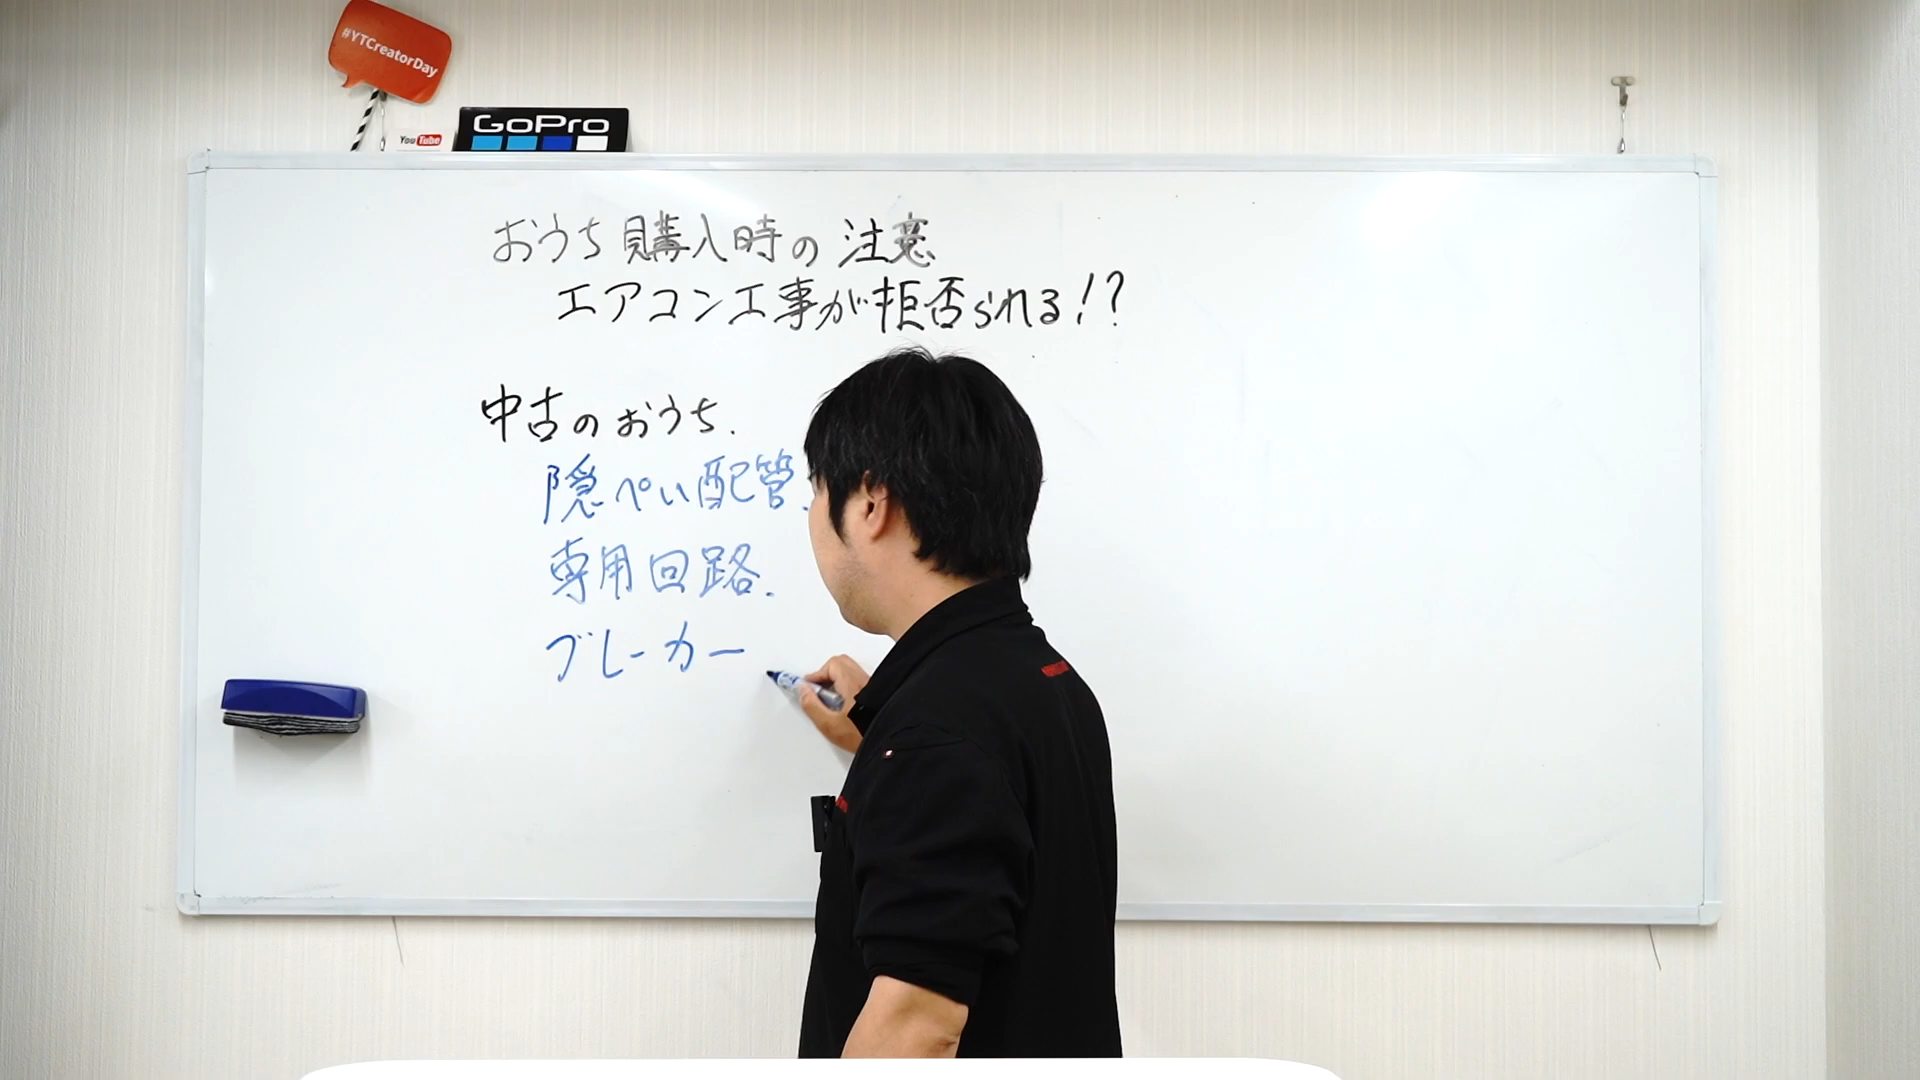 #YTCreatorDay
YouTube
GoPro
おうち購入時の注意
エアコン工事が拒否られる!?
中古のおうち.
隠ぺい配管.
専用回路.
ブレーカー